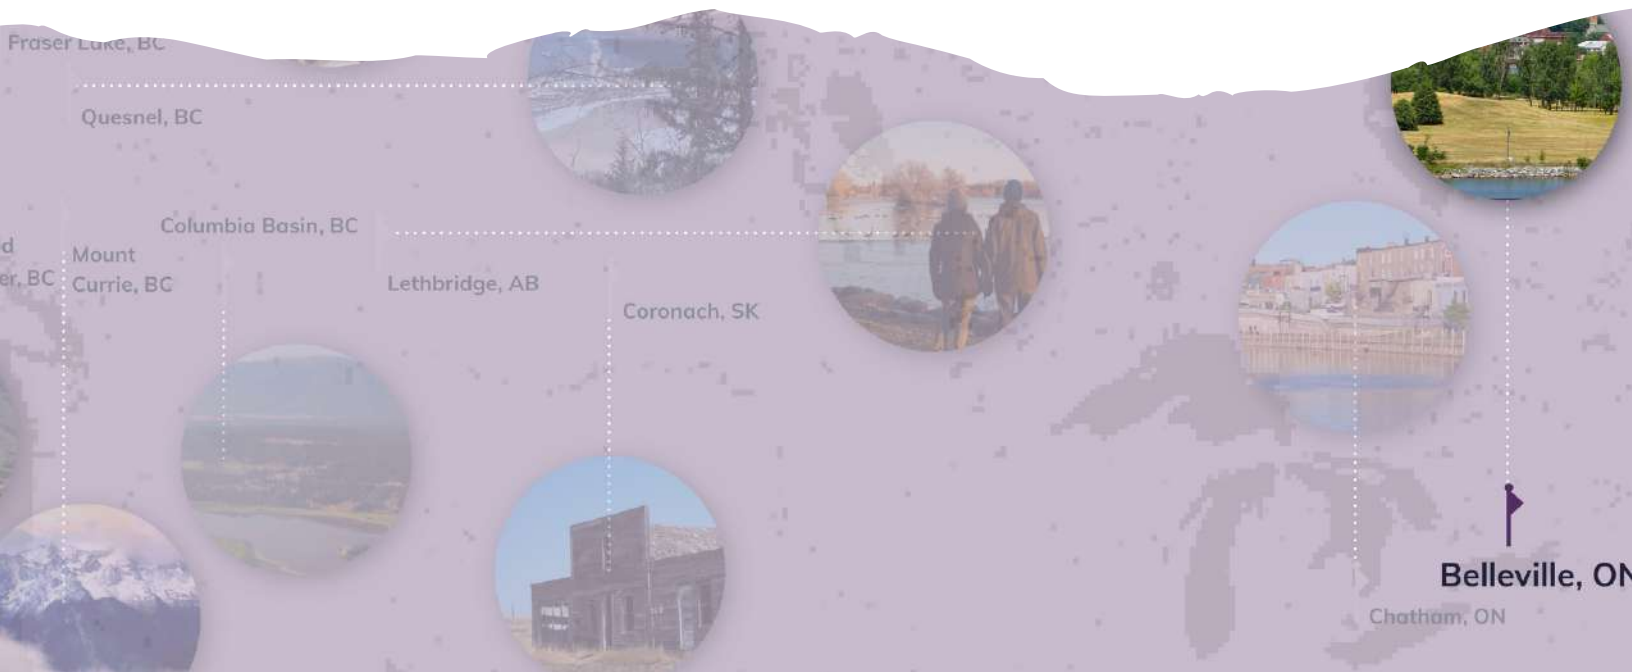 Fraser Lake, BC
Quesnel, BC
Columbia Basin, BC
Mount
Currie, BC
Lethbridge, AB
Coronach, SK
Belleville, ON
Chatham, ON